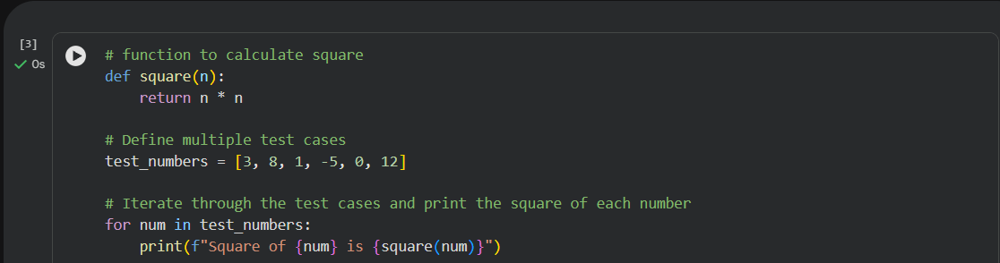 [3]
0s
# function to calculate square
def square(n):
    return n * n
# Define multiple test cases
test_numbers = [3, 8, 1, -5, 0, 12]
# Iterate through the test cases and print the square of each number
for num in test_numbers:
    print(f"Square of {num} is {square(num)}")